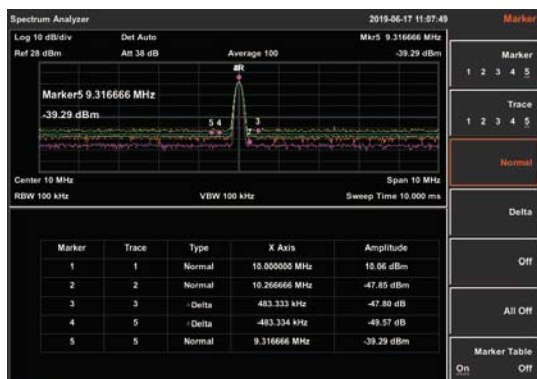 Spectrum Analyzer 2019-06-17 11:07:49 Marker
Log 10 dB/div Det Auto Mkr5 9.316666 MHz
Ref 28 dBm Att 38 dB Average 100 -39.29 dBm
Marker
1 2 3 4 5
Marker5 9.316666 MHz
-39.29 dBm
5 4 3
2
Trace
1 2 3 4 5
Normal
Center 10 MHz Span 10 MHz
RBW 100 kHz VBW 100 kHz Sweep Time 10.000 ms
Delta
Marker Trace Type X Axis Amplitude
1 1 Normal 10.000000 MHz 10.06 dBm
2 2 Normal 10.266666 MHz -47.85 dBm
3 3 Delta 483.333 kHz -47.80 dB
4 5 Delta -483.334 kHz -49.57 dB
5 5 Normal 9.316666 MHz -39.29 dBm
Off
All Off
Marker Table
On Off